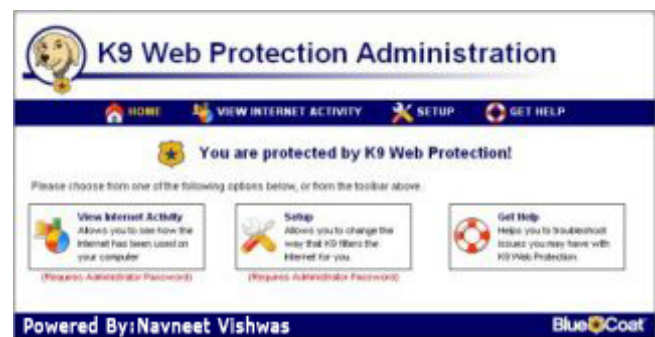 K9 Web Protection Administration
HOME VIEW INTERNET ACTIVITY SETUP GET HELP
You are protected by K9 Web Protection!
Please choose from one of the following options below, or from the toolbar above.
View Internet Activity
Allows you to see how the
Internet has been used on
your computer
(Requires Administrator Password)
Setup
Allows you to change the
way that K9 filters the
Internet for you.
(Requires Administrator Password)
Get Help
Helps you to troubleshoot
issues you may have with
K9 Web Protection.
Powered By:Navneet Vishwas
Blue Coat